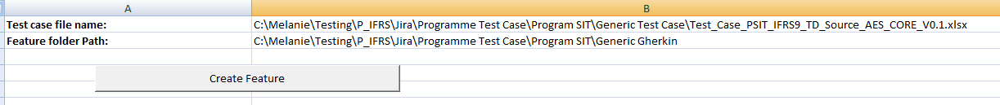 A B
Test case file name: C:\Melanie\Testing\P_IFRS\Jira\Programme Test Case\Program SIT\Generic Test Case\Test_Case_PSIT_IFRS9_TD_Source_AES_CORE_V0.1.xlsx
Feature folder Path: C:\Melanie\Testing\P_IFRS\Jira\Programme Test Case\Program SIT\Generic Gherkin
Create Feature